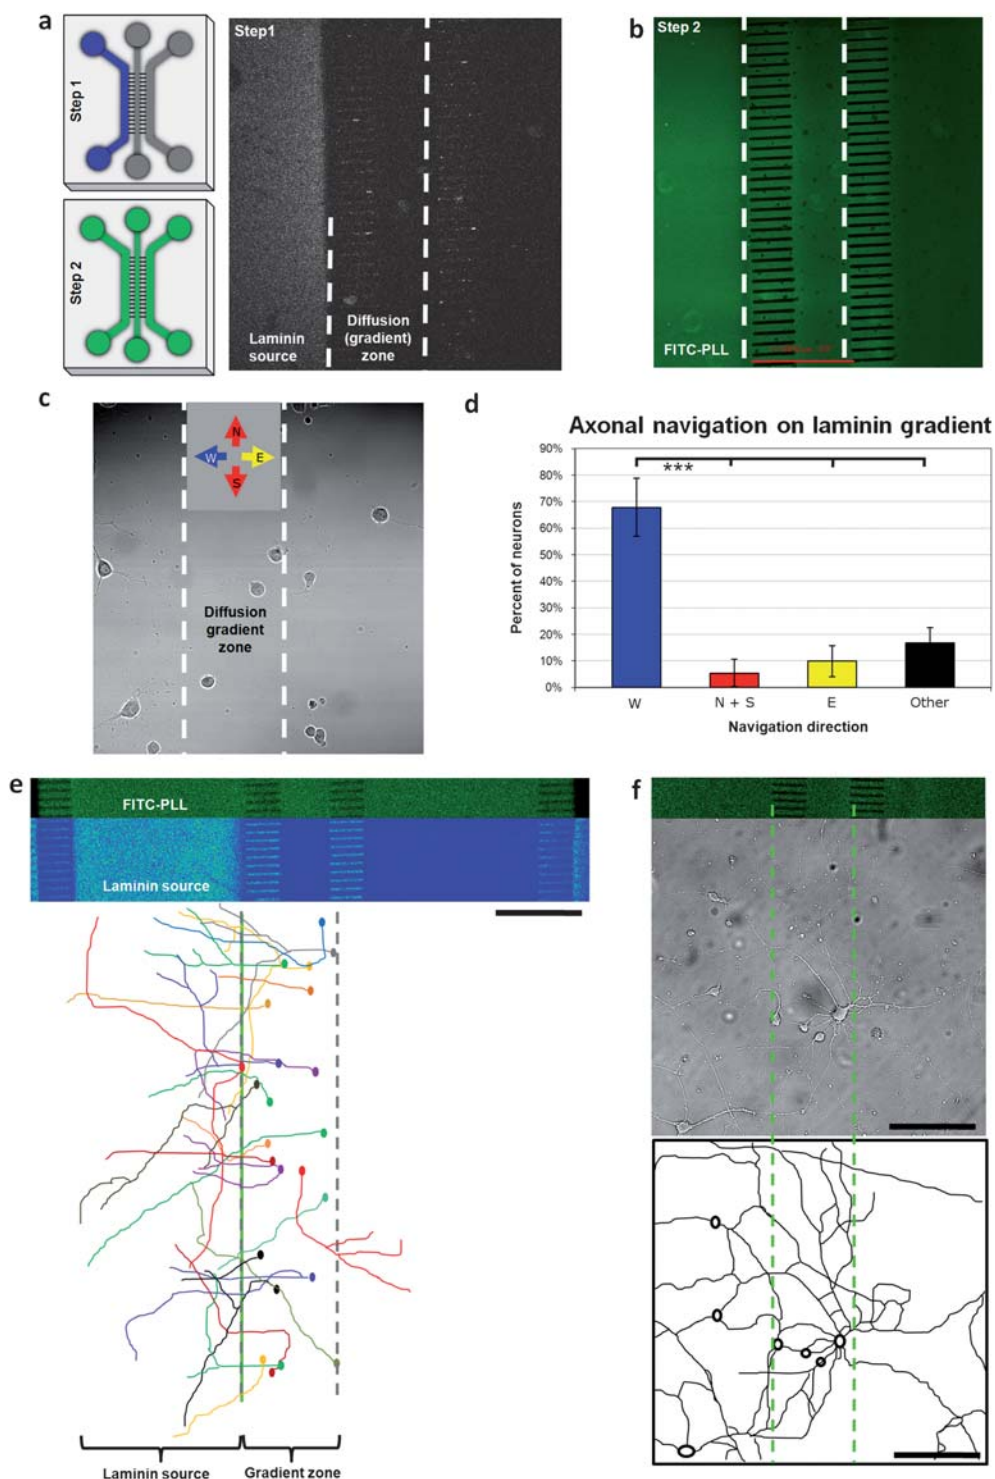 a
Step 1
Step 2
Step1
Laminin
source
Diffusion
(gradient)
zone
b
Step 2
FITC-PLL
c
N
W
E
S
Diffusion
gradient
zone
d
Axonal navigation on laminin gradient
Percent of neurons
90%
80%
70%
60%
50%
40%
30%
20%
10%
0%
***
W
N + S
E
Other
Navigation direction
e
FITC-PLL
Laminin source
Laminin source
Gradient zone
f